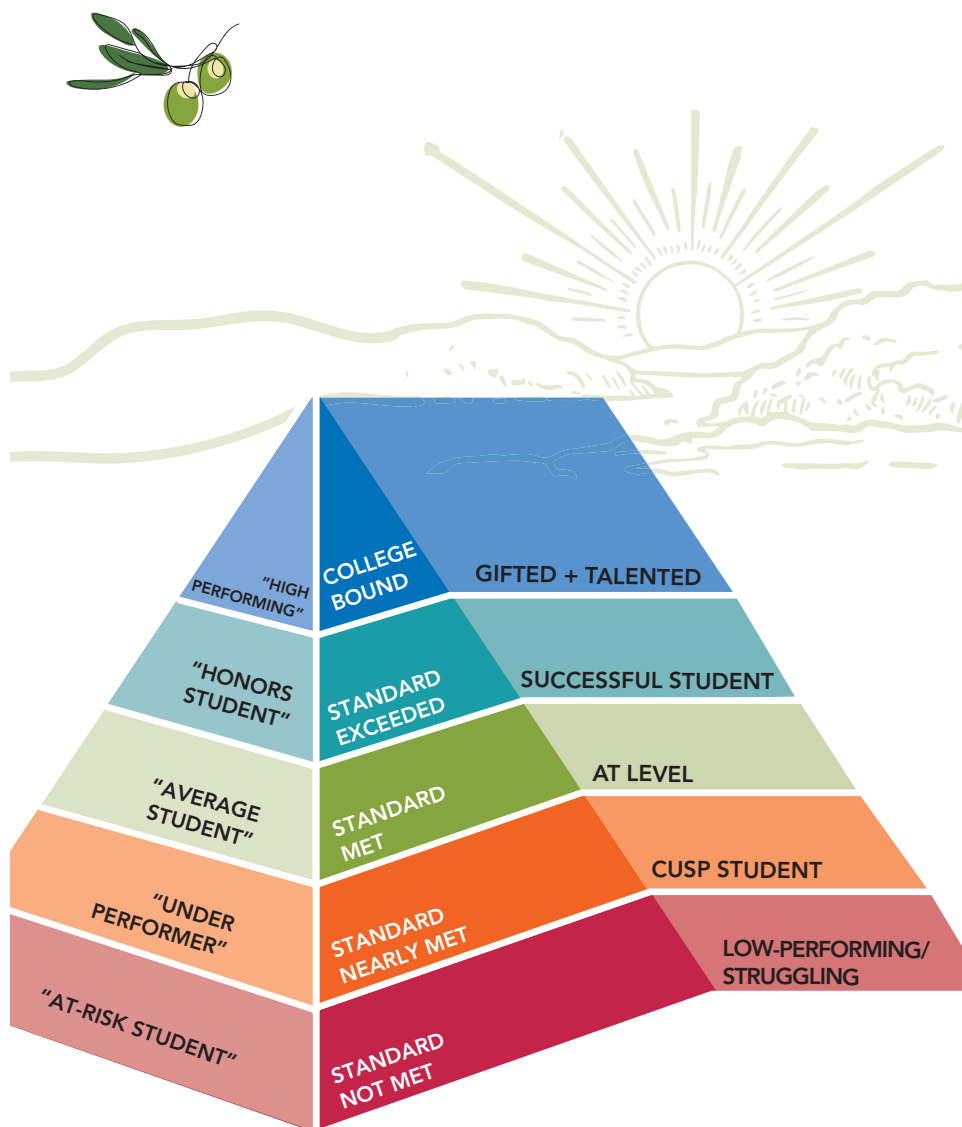 "HIGH
PERFORMING"
COLLEGE
BOUND
GIFTED + TALENTED
"HONORS
STUDENT"
STANDARD
EXCEEDED
SUCCESSFUL STUDENT
"AVERAGE
STUDENT"
STANDARD
MET
AT LEVEL
"UNDER
PERFORMER"
STANDARD
NEARLY MET
CUSP STUDENT
"AT-RISK STUDENT"
STANDARD
NOT MET
LOW-PERFORMING/
STRUGGLING